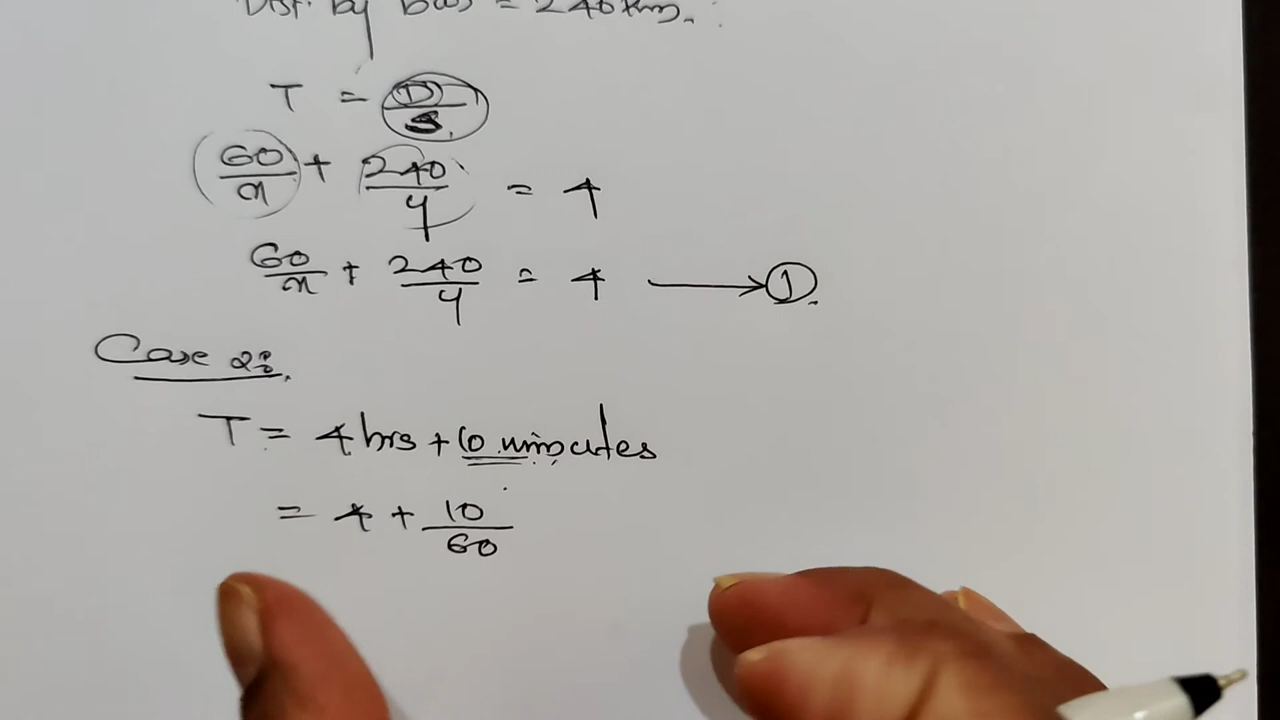 Dist. by bus = 240 kms.
T = D/S.
60/x + 240/y = 4
60/x + 240/y = 4 → ①.
Case 2:
T = 4 hrs + 10 minutes
= 4 + 10/60